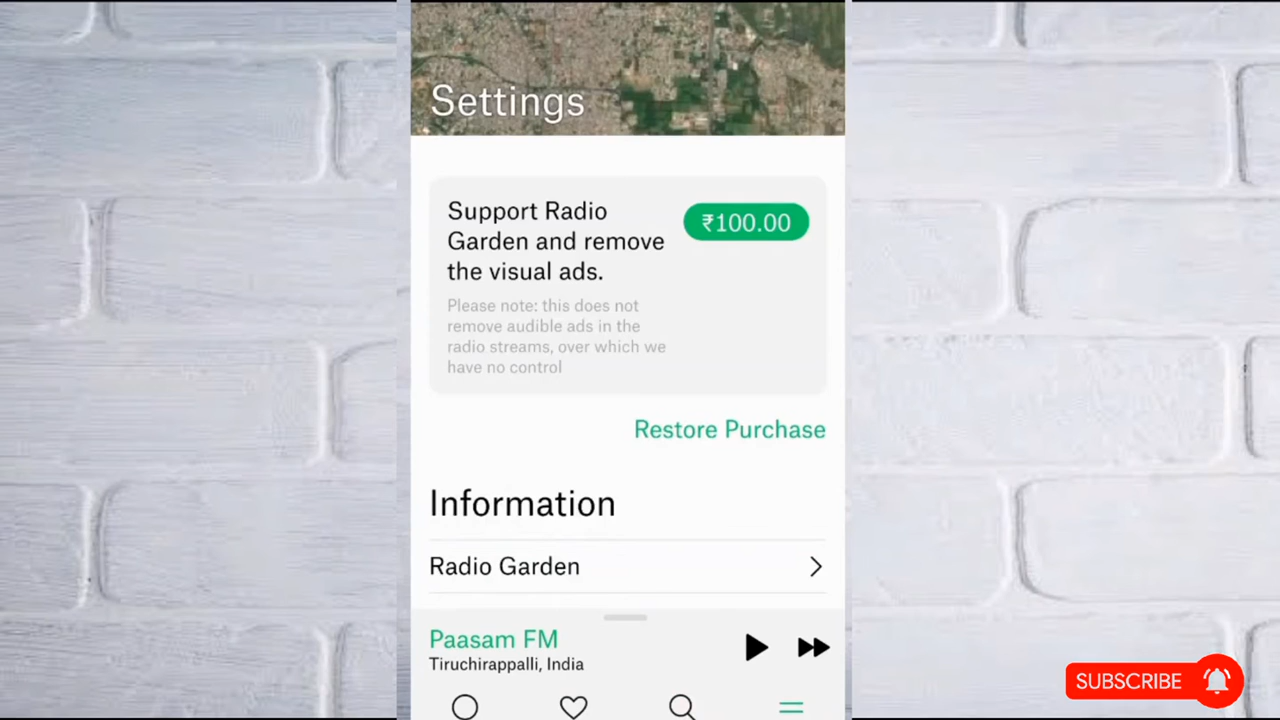 Settings
Support Radio
Garden and remove
the visual ads.
₹100.00
Please note: this does not
remove audible ads in the
radio streams, over which we
have no control
Restore Purchase
Information
Radio Garden
Paasam FM
Tiruchirappalli, India
SUBSCRIBE